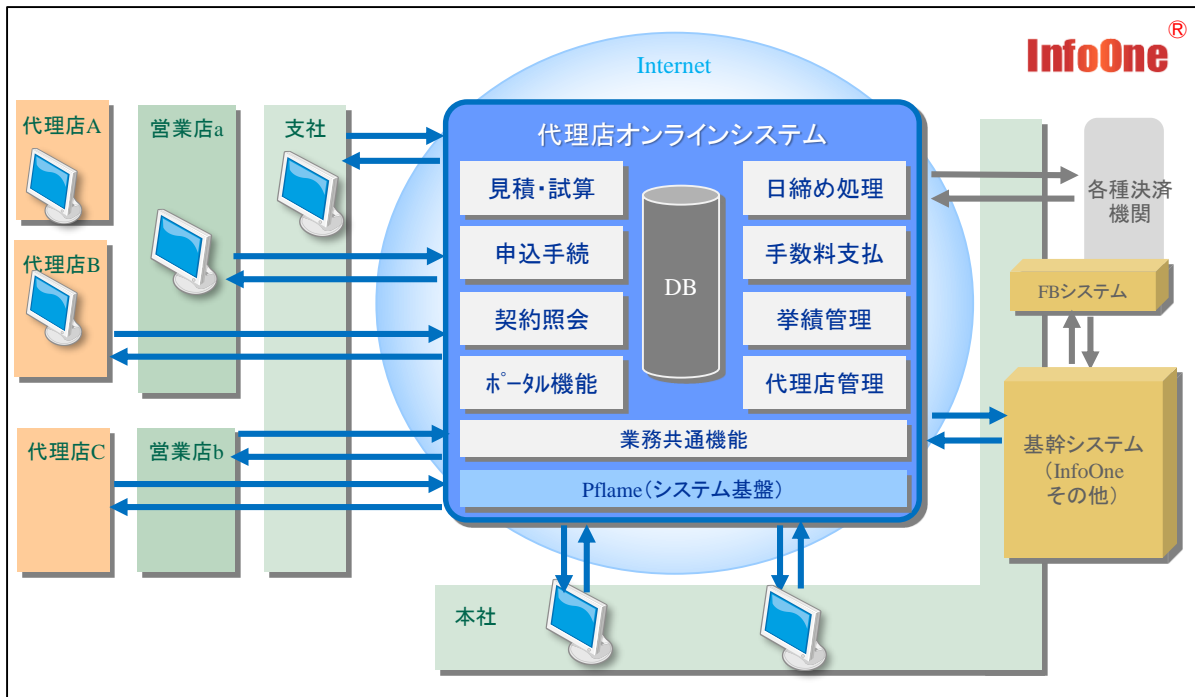 InfoOne®
Internet
代理店A
営業店a
支社
代理店オンラインシステム
見積・試算
日締め処理
各種決済
機関
申込手続
手数料支払
代理店B
DB
FBシステム
契約照会
挙績管理
ﾎﾟｰﾀﾙ機能
代理店管理
代理店C
営業店b
業務共通機能
基幹システム
（InfoOne
その他）
Pflame（システム基盤）
本社